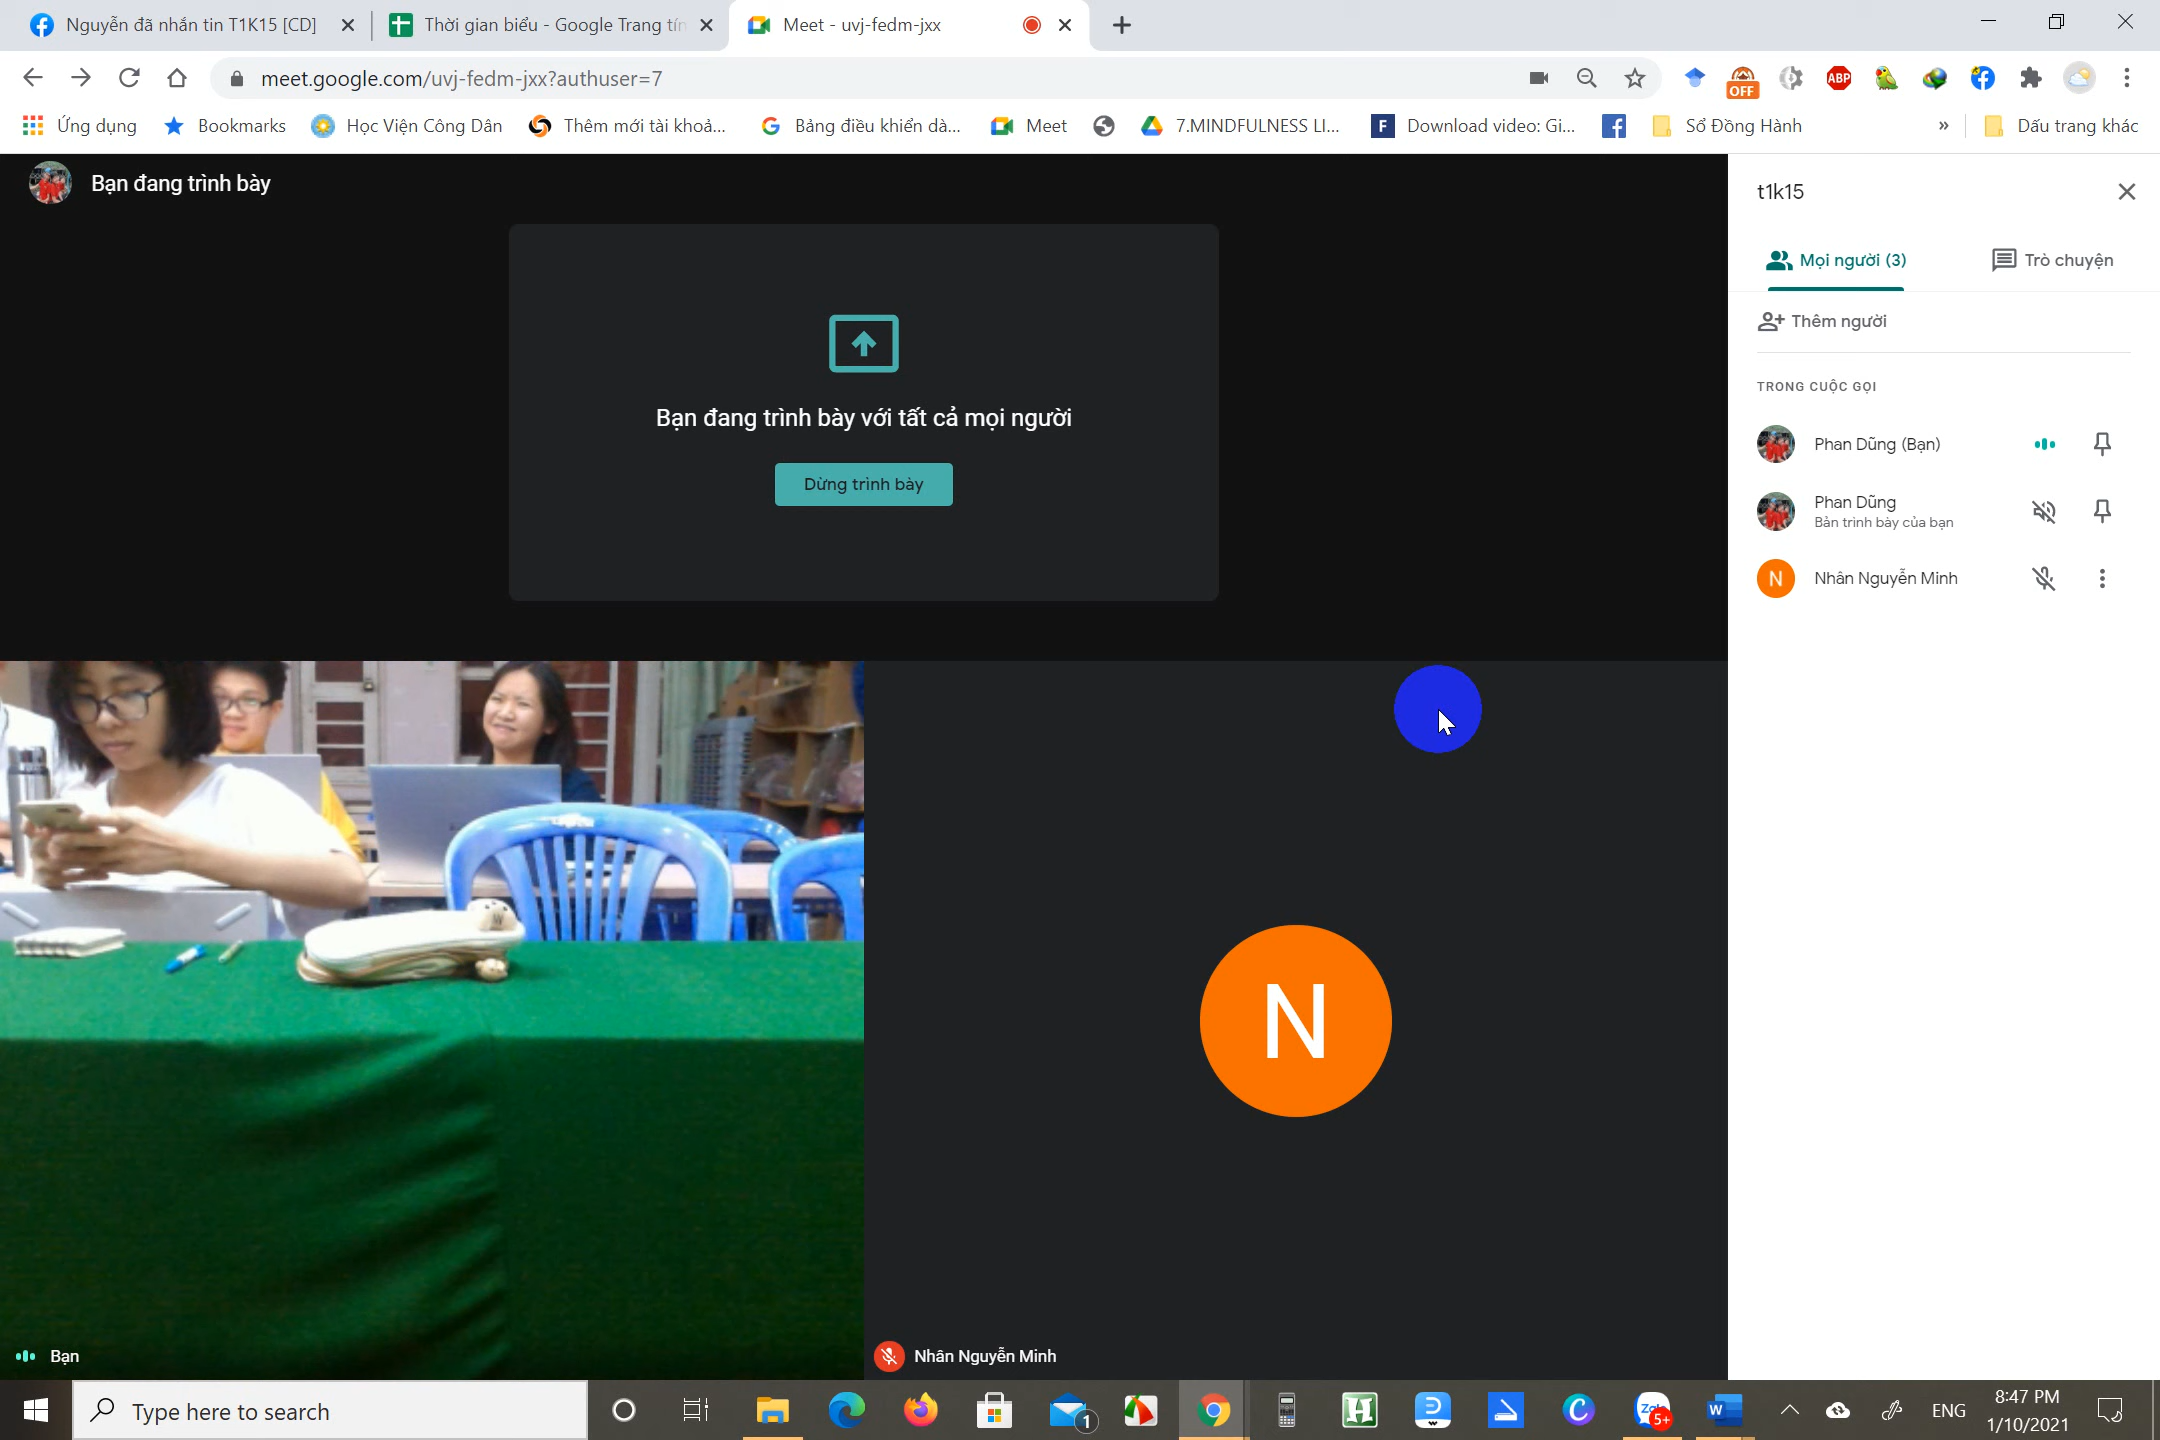 Nguyễn đã nhắn tin T1K15 [CD]
Thời gian biểu - Google Trang tín
Meet - uvj-fedm-jxx
meet.google.com/uvj-fedm-jxx?authuser=7
OFF
ABP
Ứng dụng
Bookmarks
Học Viện Công Dân
Thêm mới tài khoả...
Bảng điều khiển dà...
Meet
7.MINDFULNESS LI...
F
Download video: Gi...
Sổ Đồng Hành
»
Dấu trang khác
Bạn đang trình bày
Bạn đang trình bày với tất cả mọi người
Dừng trình bày
t1k15
Mọi người (3)
Trò chuyện
Thêm người
TRONG CUỘC GỌI
Phan Dũng (Bạn)
Phan Dũng
Bản trình bày của bạn
N
Nhân Nguyễn Minh
N
Bạn
Nhân Nguyễn Minh
Type here to search
1
H
C
Zalo
5+
W
ENG
8:47 PM
1/10/2021